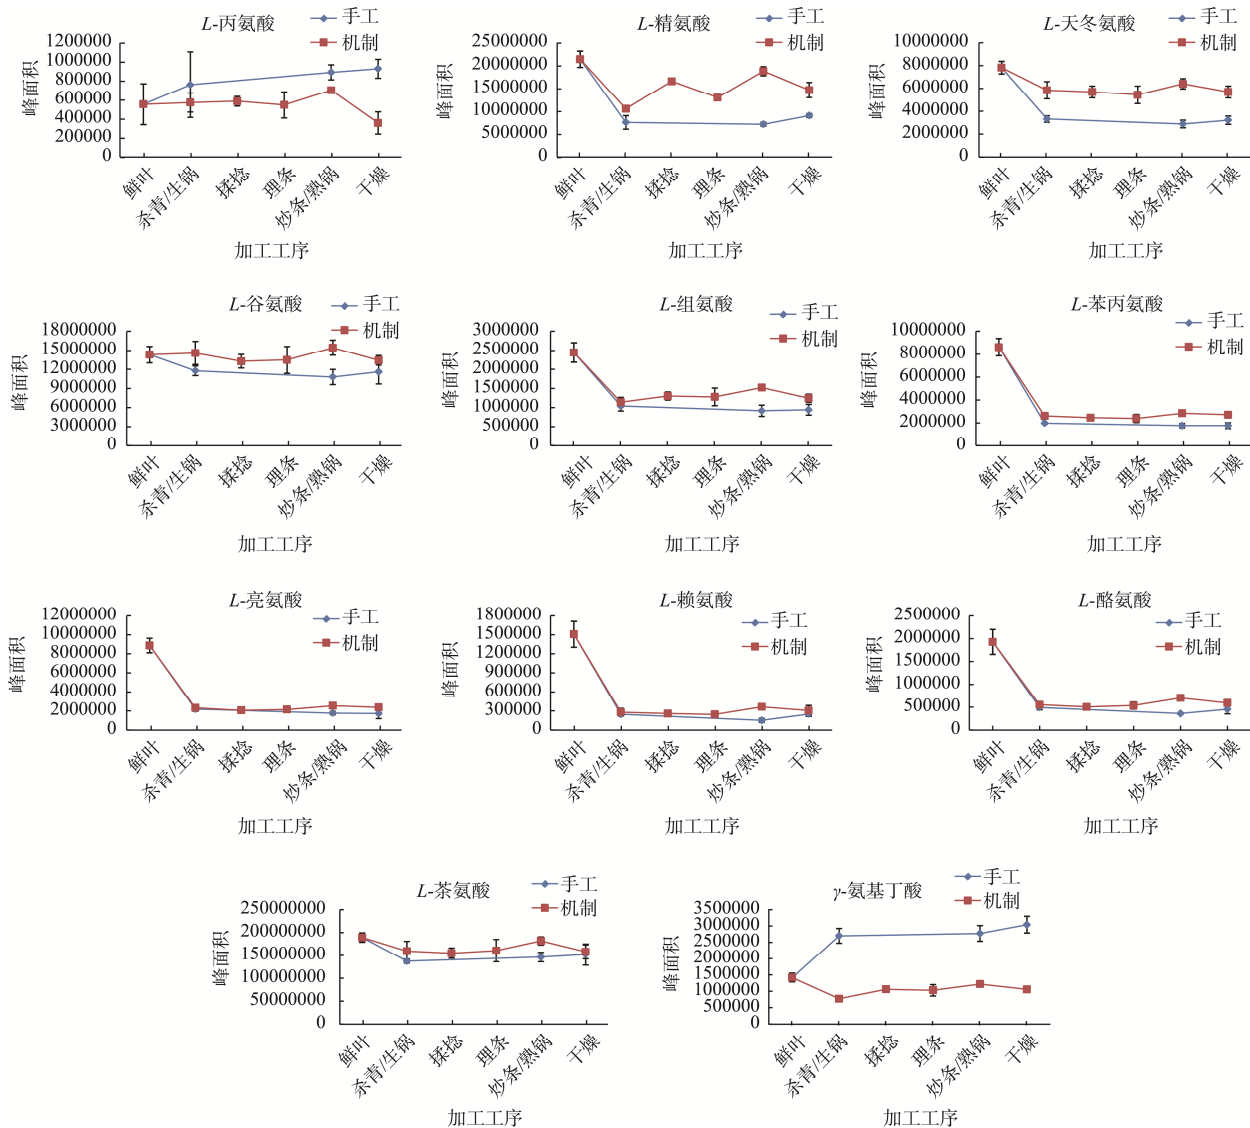 L-丙氨酸
手工
机制
峰面积
1200000
1000000
800000
600000
400000
200000
0
鲜叶
杀青/生锅
揉捻
理条
炒条/熟锅
干燥
加工工序
L-精氨酸
手工
机制
峰面积
25000000
20000000
15000000
10000000
5000000
0
鲜叶
杀青/生锅
揉捻
理条
炒条/熟锅
干燥
加工工序
L-天冬氨酸
手工
机制
峰面积
10000000
8000000
6000000
4000000
2000000
0
鲜叶
杀青/生锅
揉捻
理条
炒条/熟锅
干燥
加工工序
L-谷氨酸
手工
机制
峰面积
18000000
15000000
12000000
9000000
6000000
3000000
0
鲜叶
杀青/生锅
揉捻
理条
炒条/熟锅
干燥
加工工序
L-组氨酸
手工
机制
峰面积
3000000
2500000
2000000
1500000
1000000
500000
0
鲜叶
杀青/生锅
揉捻
理条
炒条/熟锅
干燥
加工工序
L-苯丙氨酸
手工
机制
峰面积
10000000
8000000
6000000
4000000
2000000
0
鲜叶
杀青/生锅
揉捻
理条
炒条/熟锅
干燥
加工工序
L-亮氨酸
手工
机制
峰面积
12000000
10000000
8000000
6000000
4000000
2000000
0
鲜叶
杀青/生锅
揉捻
理条
炒条/熟锅
干燥
加工工序
L-赖氨酸
手工
机制
峰面积
1800000
1500000
1200000
900000
600000
300000
0
鲜叶
杀青/生锅
揉捻
理条
炒条/熟锅
干燥
加工工序
L-酪氨酸
手工
机制
峰面积
2500000
2000000
1500000
1000000
500000
0
鲜叶
杀青/生锅
揉捻
理条
炒条/熟锅
干燥
加工工序
L-茶氨酸
手工
机制
峰面积
250000000
200000000
150000000
100000000
50000000
0
鲜叶
杀青/生锅
揉捻
理条
炒条/熟锅
干燥
加工工序
γ-氨基丁酸
手工
机制
峰面积
3500000
3000000
2500000
2000000
1500000
1000000
500000
0
鲜叶
杀青/生锅
揉捻
理条
炒条/熟锅
干燥
加工工序